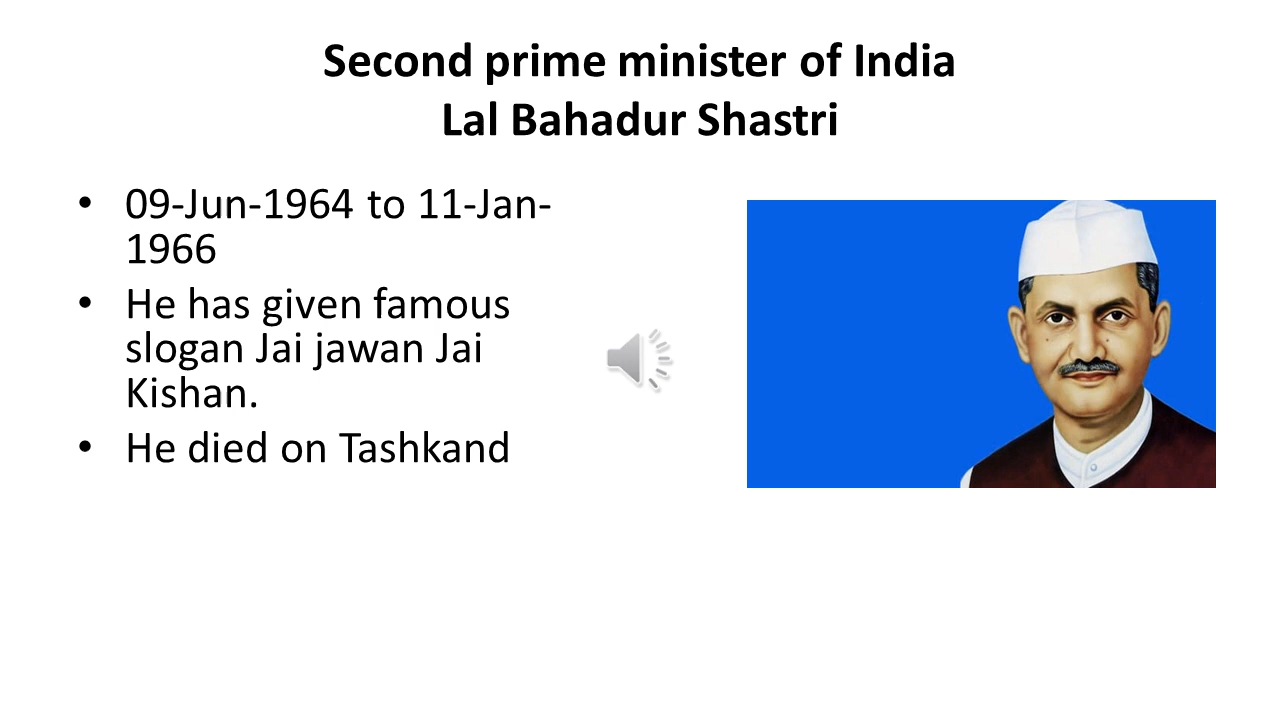 Second prime minister of India
Lal Bahadur Shastri
• 09-Jun-1964 to 11-Jan-
1966
• He has given famous
slogan Jai jawan Jai
Kishan.
• He died on Tashkand